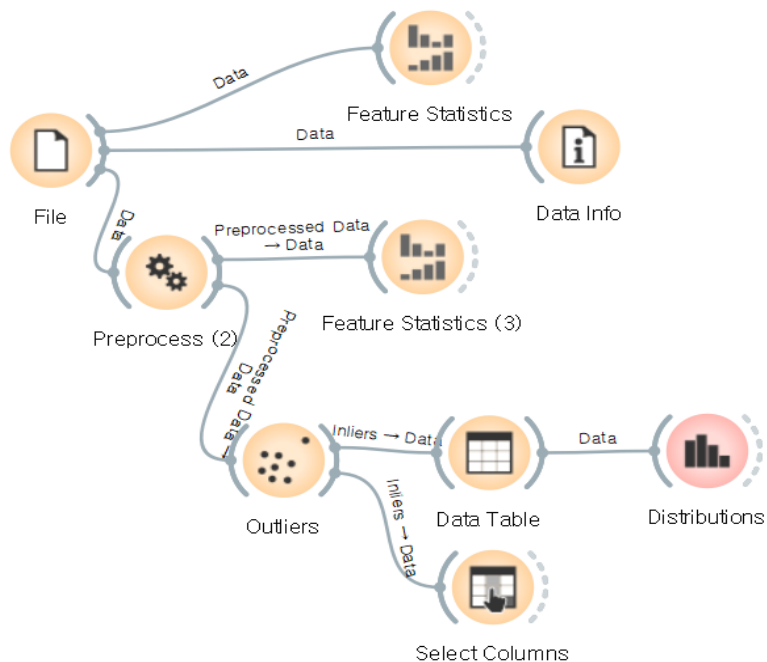 Data
Feature Statistics
Data
File
Data Info
Data
Preprocessed Data
→ Data
Preprocess (2)
Feature Statistics (3)
Preprocessed Data →
Data
Inliers → Data
Data
Outliers
Data Table
Distributions
Inliers → Data
Select Columns